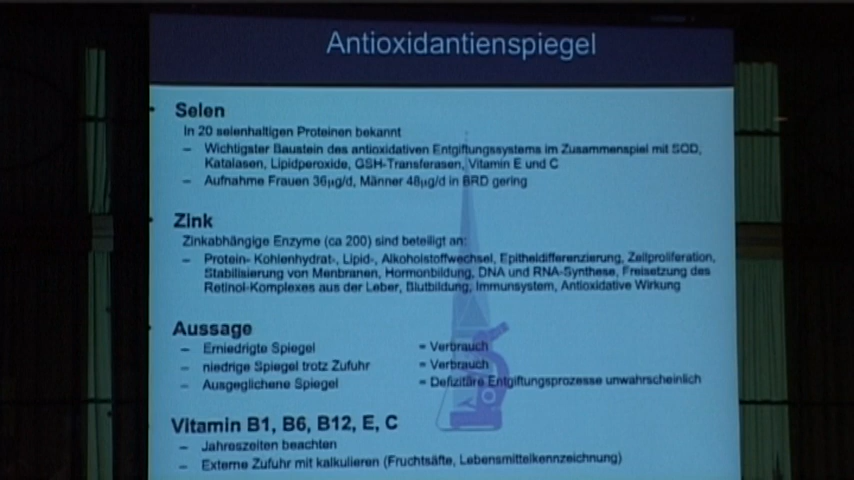 Antioxidantienspiegel
• Selen
In 20 selenhaltigen Proteinen bekannt
– Wichtigster Baustein des antioxidativen Entgiftungssystems im Zusammenspiel mit SOD,
Katalasen, Lipidperoxide, GSH-Transferasen, Vitamin E und C
– Aufnahme Frauen 36µg/d, Männer 48µg/d in BRD gering
• Zink
Zinkabhängige Enzyme (ca 200) sind beteiligt an:
– Protein- Kohlenhydrat-, Lipid-, Alkoholstoffwechsel, Epitheldifferenzierung, Zellproliferation,
Stabilisierung von Menbranen, Hormonbildung, DNA und RNA-Synthese, Freisetzung des
Retinol-Komplexes aus der Leber, Blutbildung, Immunsystem, Antioxidative Wirkung
• Aussage
– Erniedrigte Spiegel = Verbrauch
– niedrige Spiegel trotz Zufuhr = Verbrauch
– Ausgeglichene Spiegel = Defizitäre Entgiftungsprozesse unwahrscheinlich
Vitamin B1, B6, B12, E, C
– Jahreszeiten beachten
– Externe Zufuhr mit kalkulieren (Fruchtsäfte, Lebensmittelkennzeichnung)